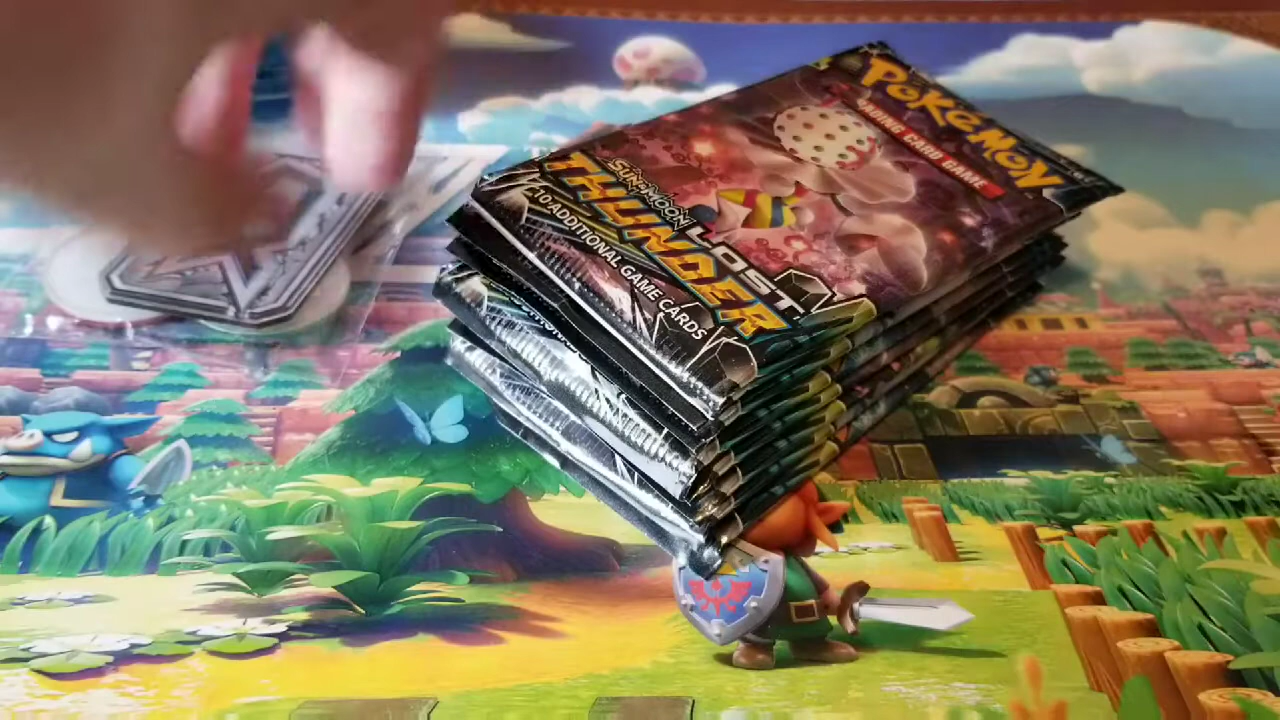 POKÉMON
TRADING CARD GAME
SUN & MOON
LOST
THUNDER
10 ADDITIONAL GAME CARDS